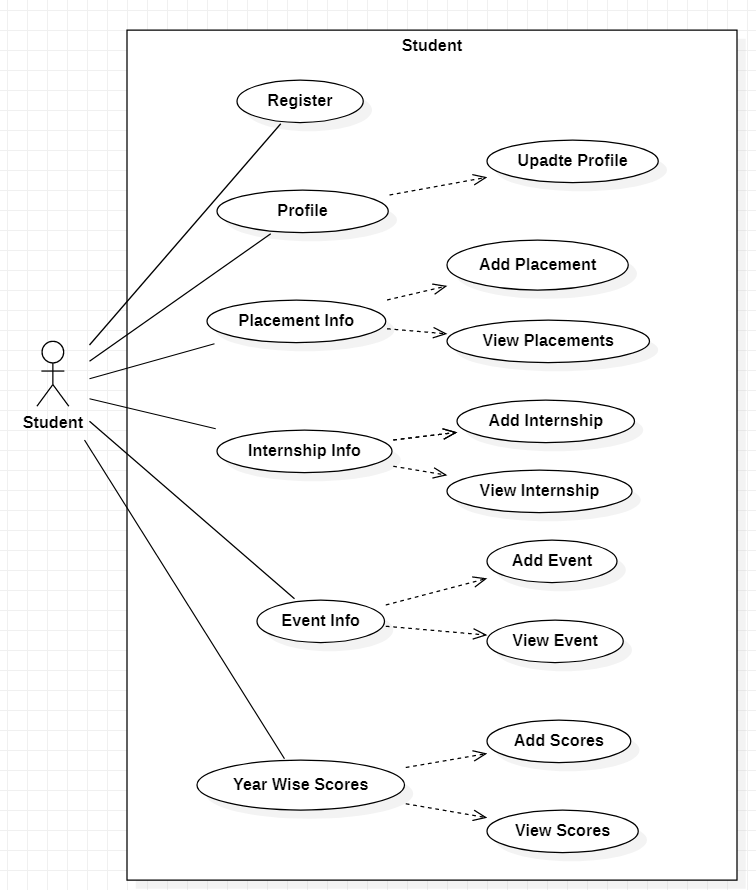 Student
Register
Upadte Profile
Profile
Add Placement
Placement Info
View Placements
Student
Add Internship
Internship Info
View Internship
Add Event
Event Info
View Event
Add Scores
Year Wise Scores
View Scores